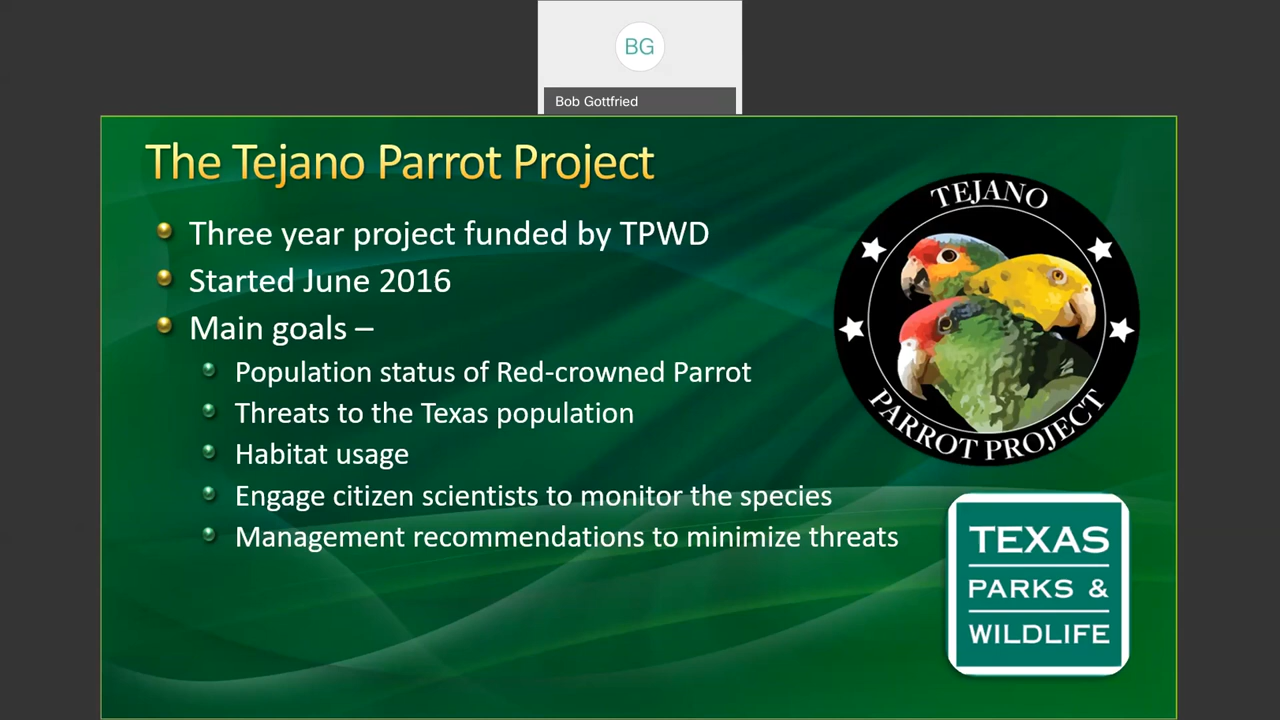 BG
Bob Gottfried
The Tejano Parrot Project
Three year project funded by TPWD
Started June 2016
Main goals –
Population status of Red-crowned Parrot
Threats to the Texas population
Habitat usage
Engage citizen scientists to monitor the species
Management recommendations to minimize threats
TEJANO
PARROT PROJECT
TEXAS
PARKS &
WILDLIFE